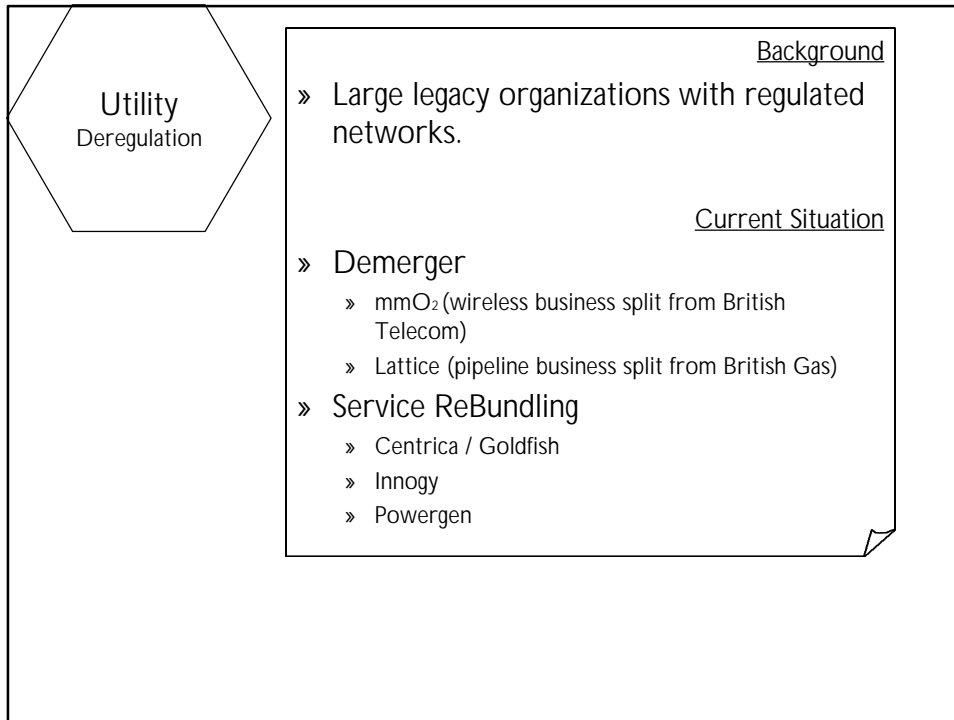 Utility
Deregulation
Background
» Large legacy organizations with regulated
networks.
Current Situation
» Demerger
» mmO₂ (wireless business split from British
Telecom)
» Lattice (pipeline business split from British Gas)
» Service ReBundling
» Centrica / Goldfish
» Innogy
» Powergen